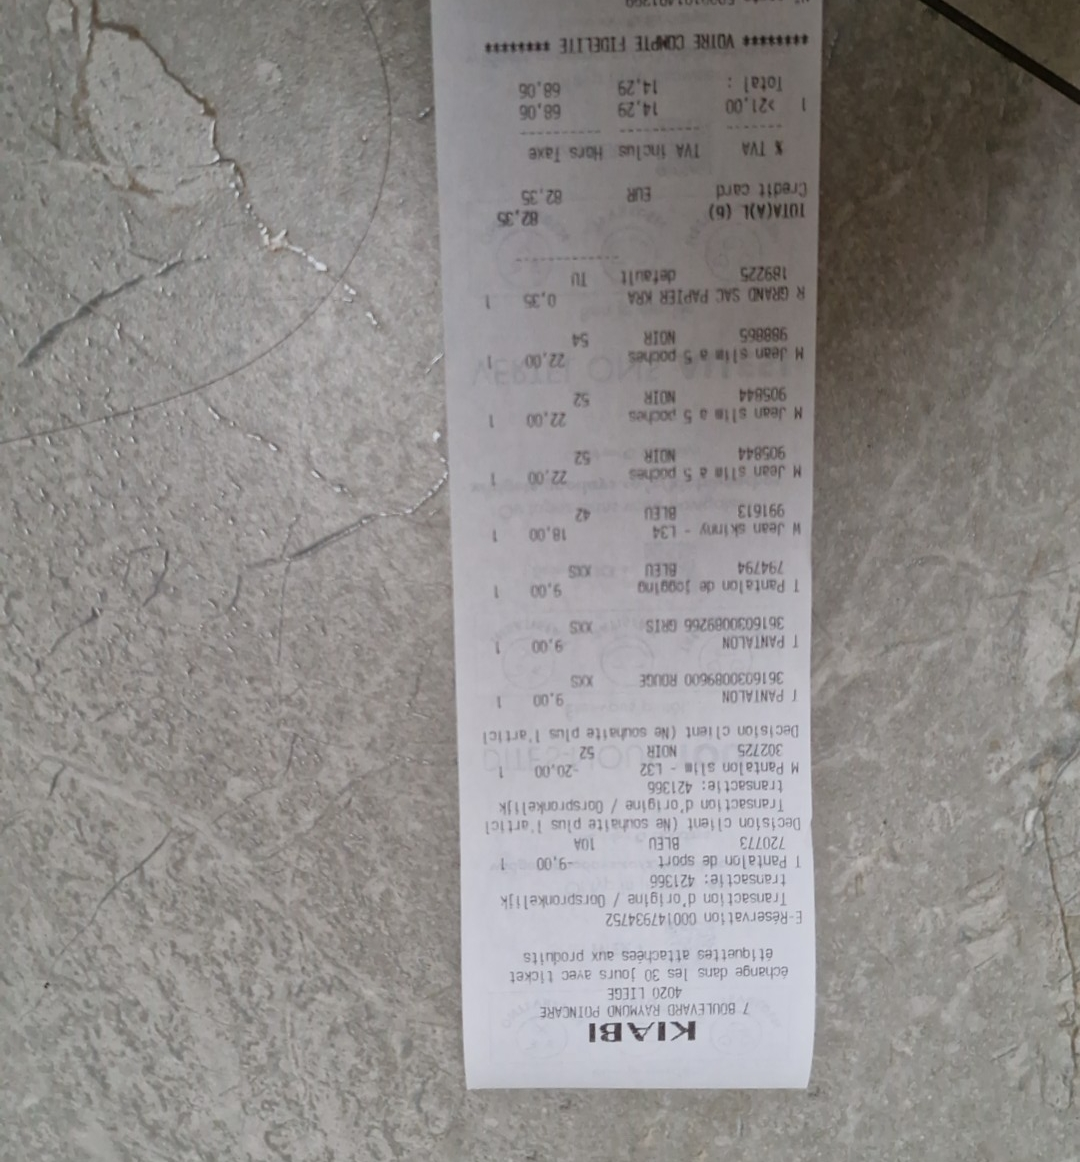 KIABI
7 BOULEVARD RAYMOND POINCARE
4020 LIEGE
échange dans les 30 jours avec ticket
étiquettes attachées aux produits
E-Réservation 000147934752
Transaction d'origine / Oorspronkelijk
transactie: 421366
T Pantalon de sport -9,00 1
720773 BLEU 10A
Decision client (Ne souhaite plus l'articl
Transaction d'origine / Oorspronkelijk
transactie: 421366
M Pantalon slim - L32 -20,00 1
302725 NOIR 52
Decision client (Ne souhaite plus l'articl
T PANTALON 9,00 1
3616030089600 ROUGE XXS
T PANTALON 9,00 1
3616030089266 GRIS XXS
T Pantalon de jogging 9,00 1
794794 BLEU XXS
W Jean skinny - L34 18,00 1
991613 BLEU 42
M Jean slim a 5 poches 22,00 1
905844 NOIR 52
M Jean slim a 5 poches 22,00 1
905844 NOIR 52
M Jean slim a 5 poches 22,00 1
988865 NOIR 54
R GRAND SAC PAPIER KRA 0,35 1
189225 default TU
TOTA(A)L (6) 82,35
Credit card EUR 82,35
% TVA TVA inclus Hors Taxe
1 >21,00 14,29 68,06
Total : 14,29 68,06
******* VOTRE COMPTE FIDELITE *******